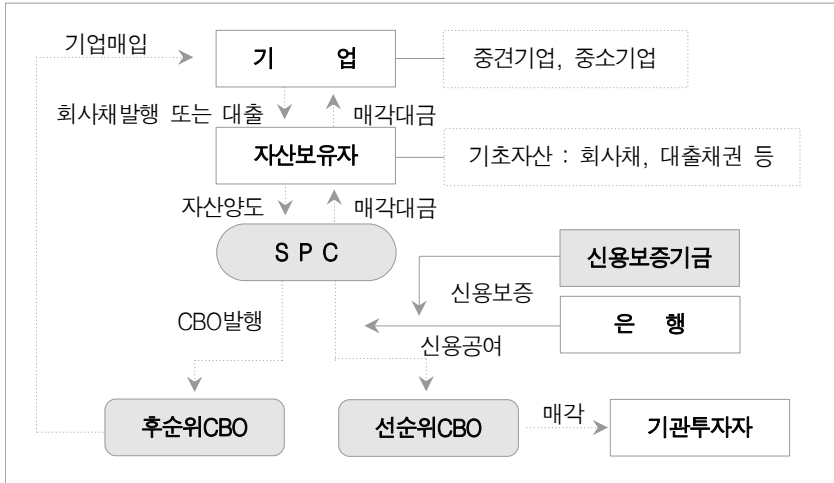 기업매입
기 업
중견기업, 중소기업
회사채발행 또는 대출
매각대금
자산보유자
기초자산 : 회사채, 대출채권 등
자산양도
매각대금
S P C
신용보증기금
신용보증
은 행
CBO발행
신용공여
후순위CBO
선순위CBO
매각
기관투자자